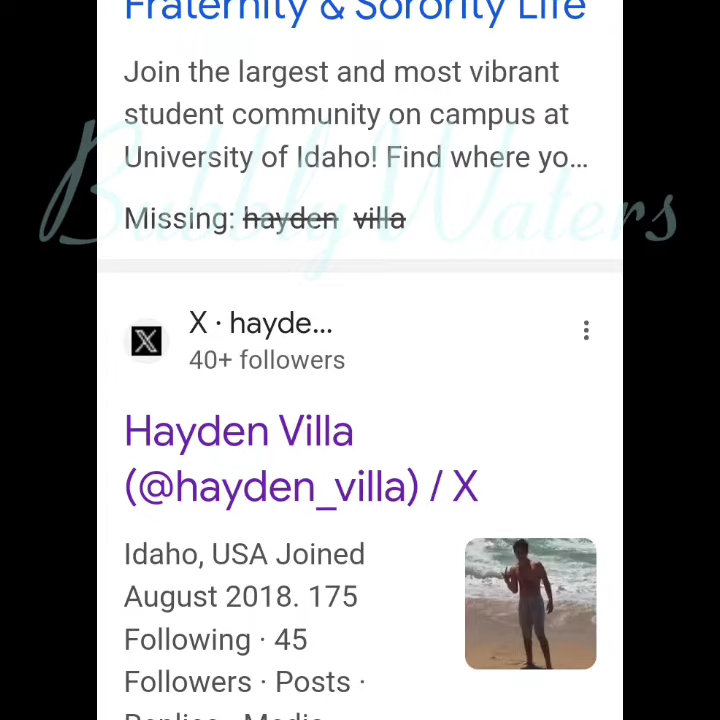 Fraternity & Sorority Life
Join the largest and most vibrant
student community on campus at
University of Idaho! Find where yo...
Missing: hayden villa
Bubbly Waters
X · hayde...
40+ followers
Hayden Villa
(@hayden_villa) / X
Idaho, USA Joined
August 2018. 175
Following · 45
Followers · Posts ·
Replies · Media